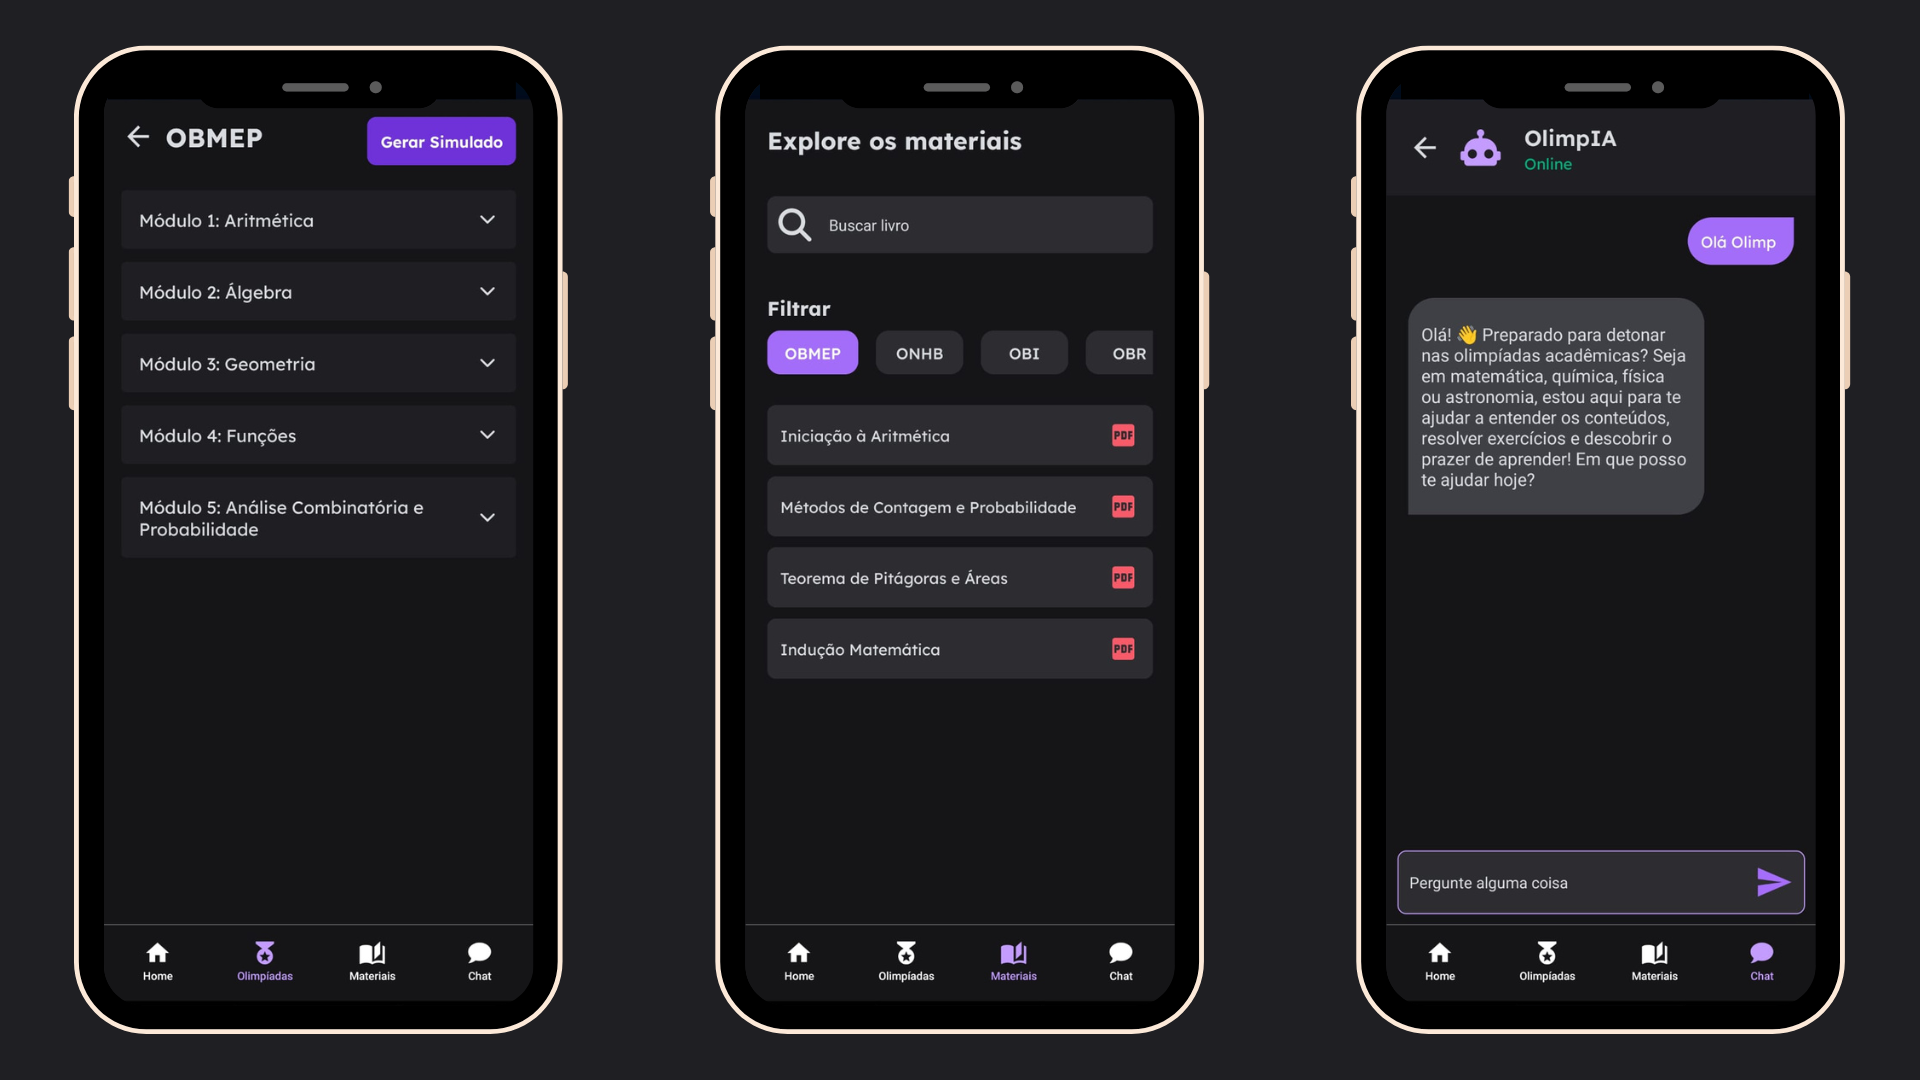 OBMEP
Gerar Simulado
Módulo 1: Aritmética
Módulo 2: Álgebra
Módulo 3: Geometria
Módulo 4: Funções
Módulo 5: Análise Combinatória e
Probabilidade
Home
Olimpíadas
Materiais
Chat
Explore os materiais
Buscar livro
Filtrar
OBMEP
ONHB
OBI
OBR
Iniciação à Aritmética
PDF
Métodos de Contagem e Probabilidade
PDF
Teorema de Pitágoras e Áreas
PDF
Indução Matemática
PDF
Home
Olimpíadas
Materiais
Chat
OlimpIA
Online
Olá Olimp
Olá! 👋 Preparado para detonar
nas olimpíadas acadêmicas? Seja
em matemática, química, física
ou astronomia, estou aqui para te
ajudar a entender os conteúdos,
resolver exercícios e descobrir o
prazer de aprender! Em que posso
te ajudar hoje?
Pergunte alguma coisa
Home
Olimpíadas
Materiais
Chat